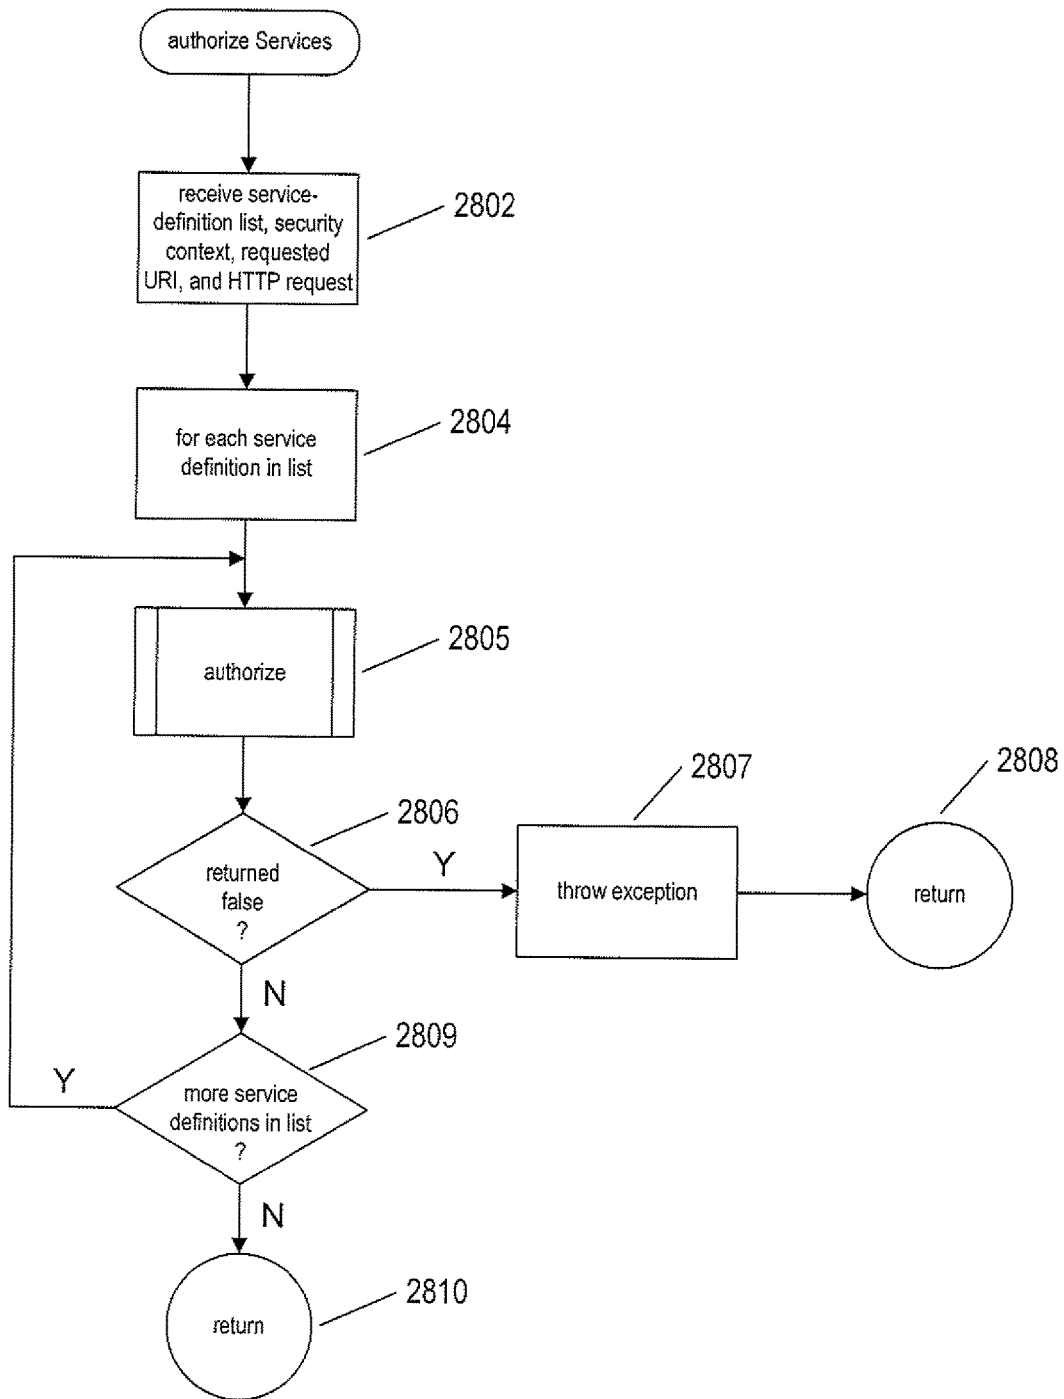 authorize Services
receive service-
definition list, security
context, requested
URI, and HTTP request
2802
for each service
definition in list
2804
authorize
2805
returned
false
?
2806
Y
throw exception
2807
return
2808
N
more service
definitions in list
?
2809
Y
N
return
2810